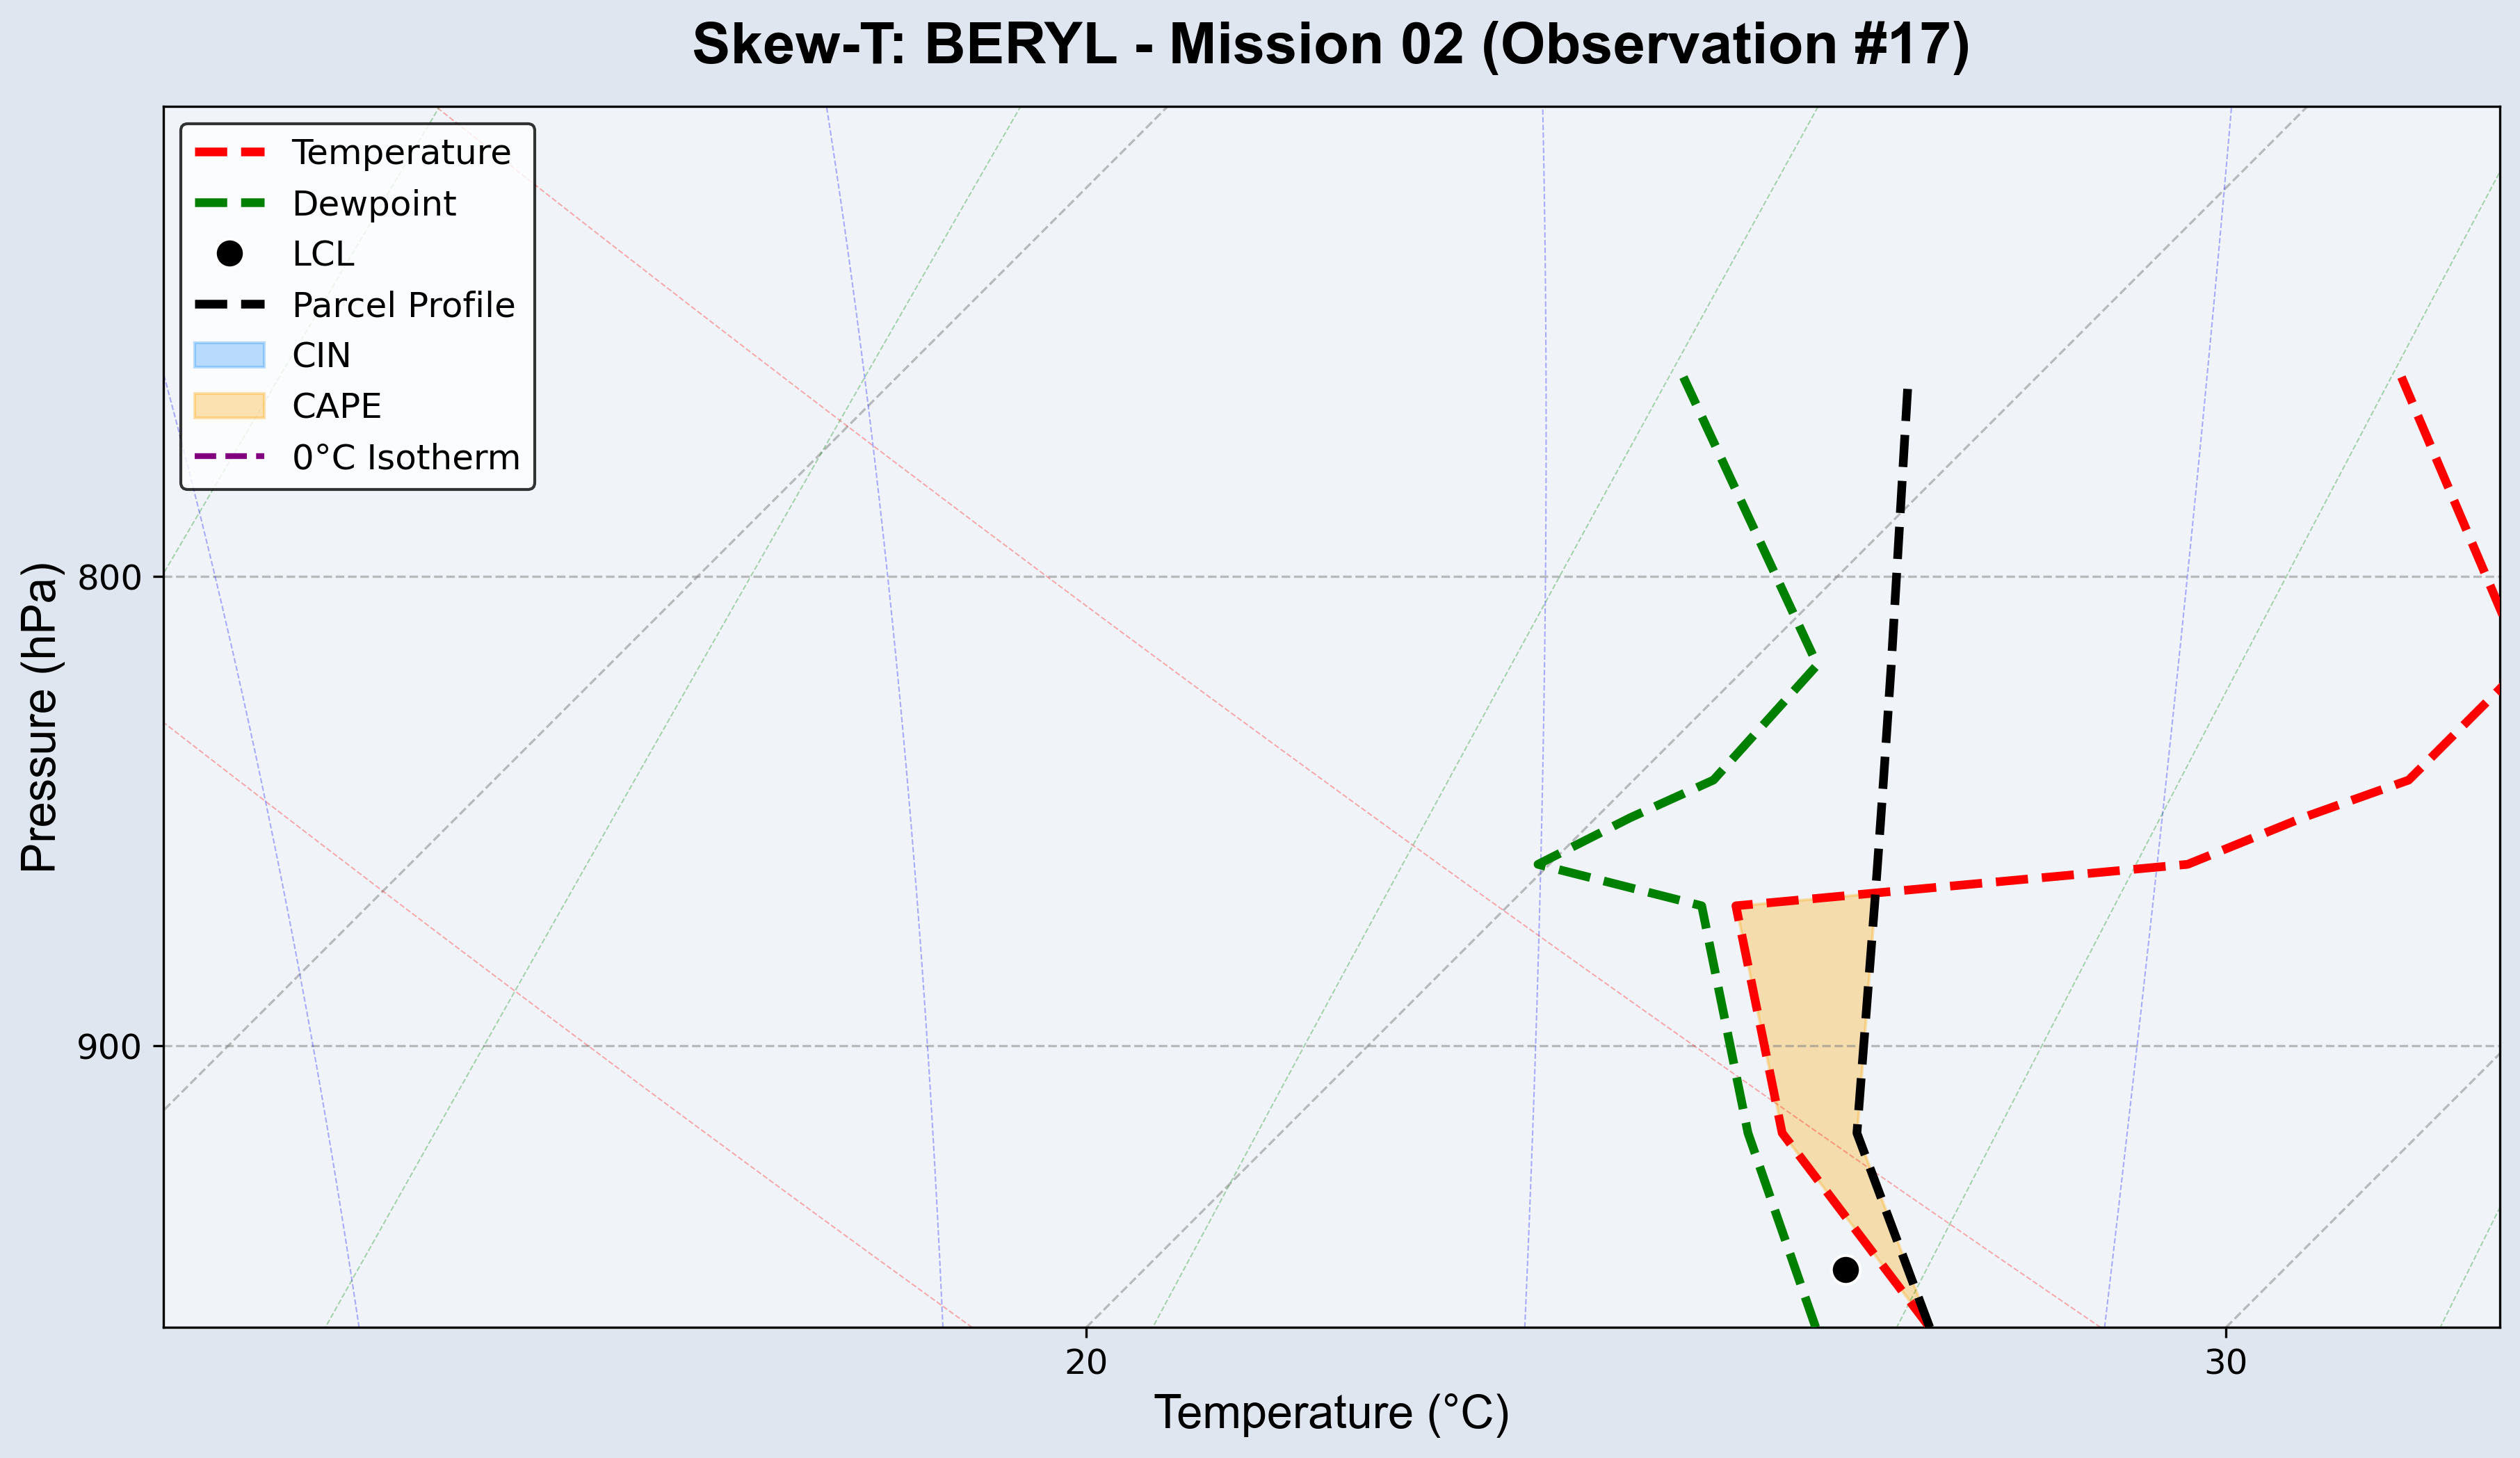 Skew-T: BERYL - Mission 02 (Observation #17)
Temperature
Dewpoint
LCL
Parcel Profile
CIN
CAPE
0°C Isotherm
Pressure (hPa)
800
900
20
30
Temperature (°C)